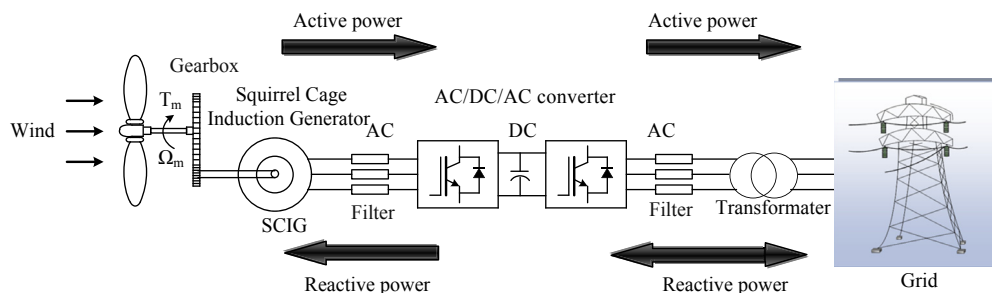 Active power
Active power
Gearbox
Squirrel Cage
Induction Generator
AC/DC/AC converter
T_m
Wind
Ω_m
AC
DC
AC
SCIG
Filter
Filter
Transformater
Reactive power
Reactive power
Grid